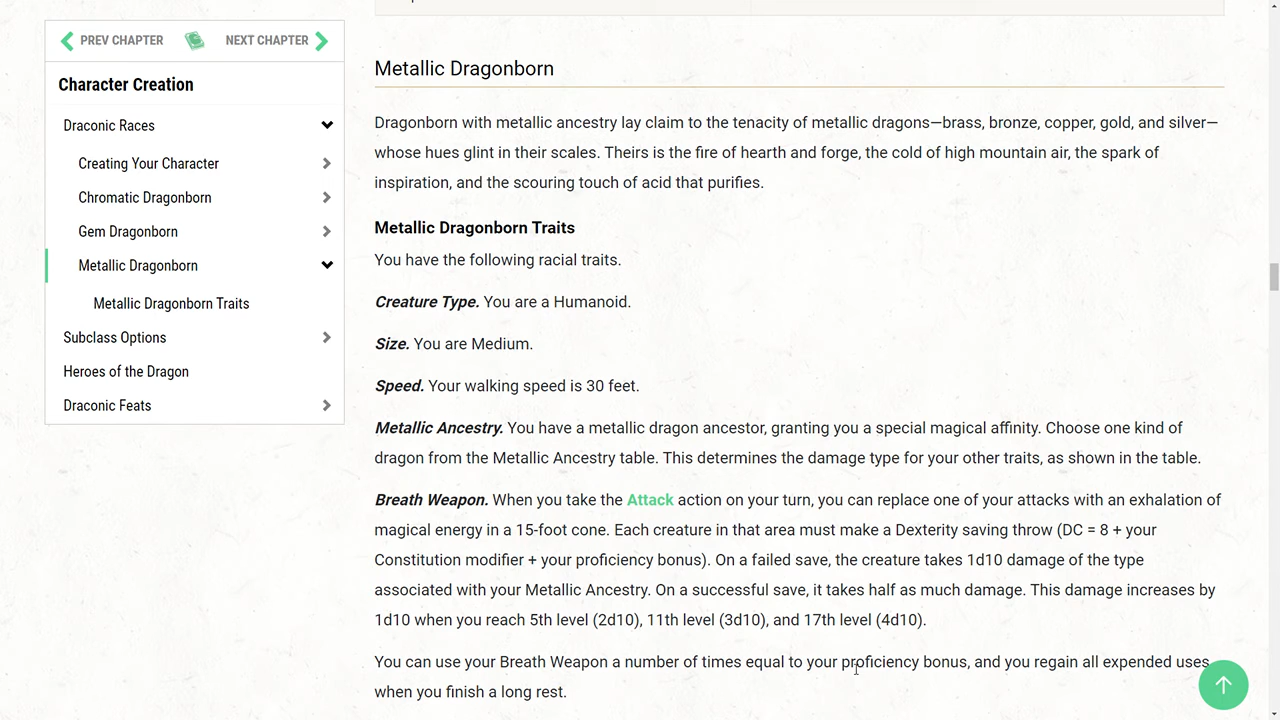 PREV CHAPTER
NEXT CHAPTER
Character Creation
Draconic Races
Creating Your Character
Chromatic Dragonborn
Gem Dragonborn
Metallic Dragonborn
Metallic Dragonborn Traits
Subclass Options
Heroes of the Dragon
Draconic Feats
Metallic Dragonborn
Dragonborn with metallic ancestry lay claim to the tenacity of metallic dragons—brass, bronze, copper, gold, and silver—
whose hues glint in their scales. Theirs is the fire of hearth and forge, the cold of high mountain air, the spark of
inspiration, and the scouring touch of acid that purifies.
Metallic Dragonborn Traits
You have the following racial traits.
Creature Type. You are a Humanoid.
Size. You are Medium.
Speed. Your walking speed is 30 feet.
Metallic Ancestry. You have a metallic dragon ancestor, granting you a special magical affinity. Choose one kind of
dragon from the Metallic Ancestry table. This determines the damage type for your other traits, as shown in the table.
Breath Weapon. When you take the Attack action on your turn, you can replace one of your attacks with an exhalation of
magical energy in a 15-foot cone. Each creature in that area must make a Dexterity saving throw (DC = 8 + your
Constitution modifier + your proficiency bonus). On a failed save, the creature takes 1d10 damage of the type
associated with your Metallic Ancestry. On a successful save, it takes half as much damage. This damage increases by
1d10 when you reach 5th level (2d10), 11th level (3d10), and 17th level (4d10).
You can use your Breath Weapon a number of times equal to your proficiency bonus, and you regain all expended uses
when you finish a long rest.